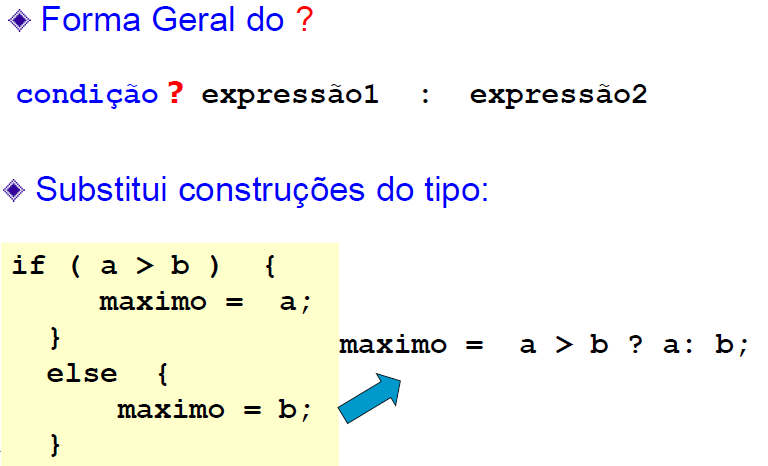 Forma Geral do ?
condição ? expressão1 : expressão2
Substitui construções do tipo:
if ( a > b ) {
maximo = a;
}
else {
maximo = b;
}
maximo = a > b ? a: b;